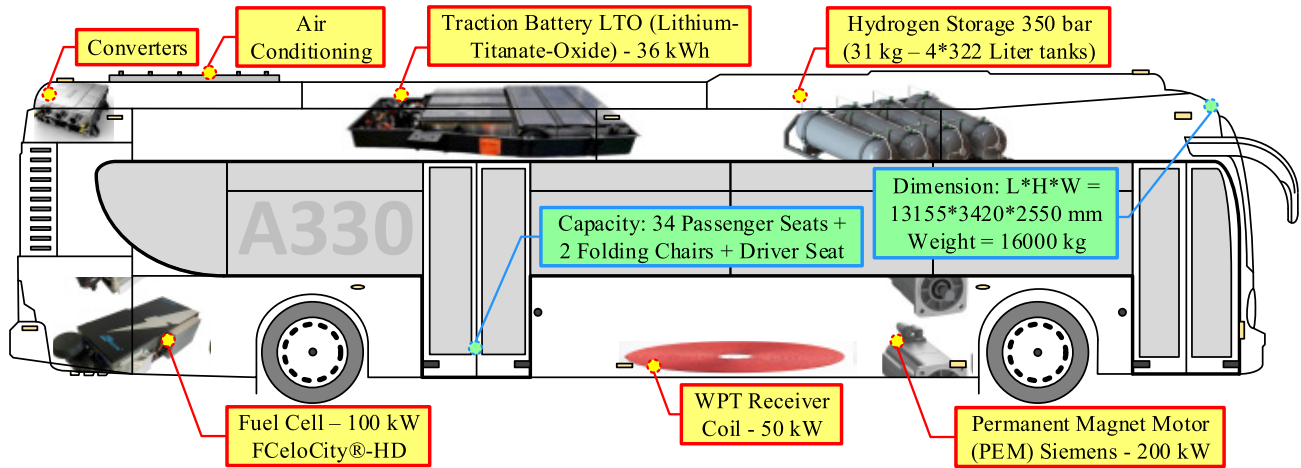 Converters
Air
Conditioning
Traction Battery LTO (Lithium-
Titanate-Oxide) - 36 kWh
Hydrogen Storage 350 bar
(31 kg – 4*322 Liter tanks)
A330
Capacity: 34 Passenger Seats +
2 Folding Chairs + Driver Seat
Dimension: L*H*W =
13155*3420*2550 mm
Weight = 16000 kg
Fuel Cell – 100 kW
FCeloCity®-HD
WPT Receiver
Coil - 50 kW
Permanent Magnet Motor
(PEM) Siemens - 200 kW